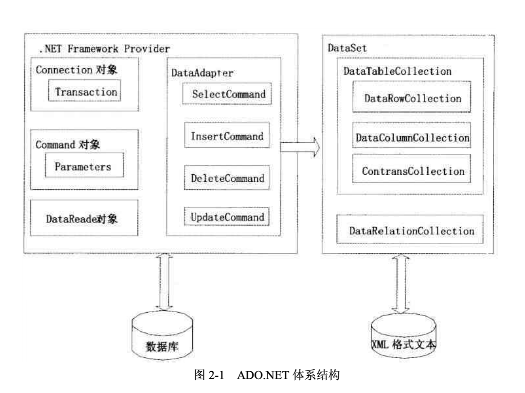 .NET Framework Provider
Connection 对象
Transaction
Command 对象
Parameters
DataReade对象
DataAdapter
SelectCommand
InsertCommand
DeleteCommand
UpdateCommand
DataSet
DataTableCollection
DataRowCollection
DataColumnCollection
ContransCollection
DataRelationCollection
数据库
XML 格式文本
图 2-1 ADO.NET 体系结构